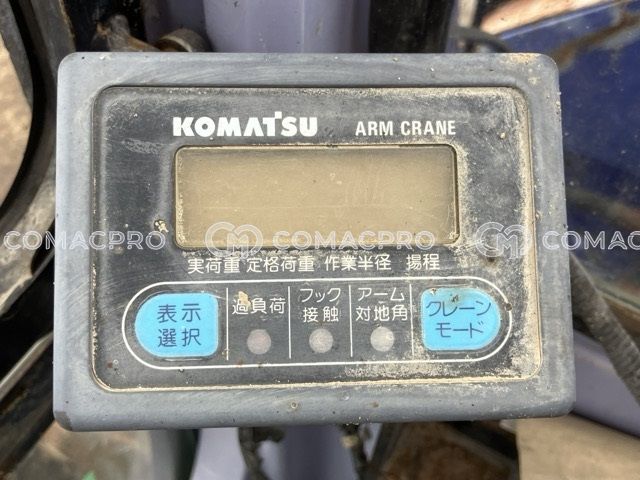 KOMATSU ARM CRANE
COMACPRO COMACPRO COMACPRO
実荷重 定格荷重 作業半径 揚程
表示
選択
過負荷
フック
接触
アーム
対地角
クレーン
モード